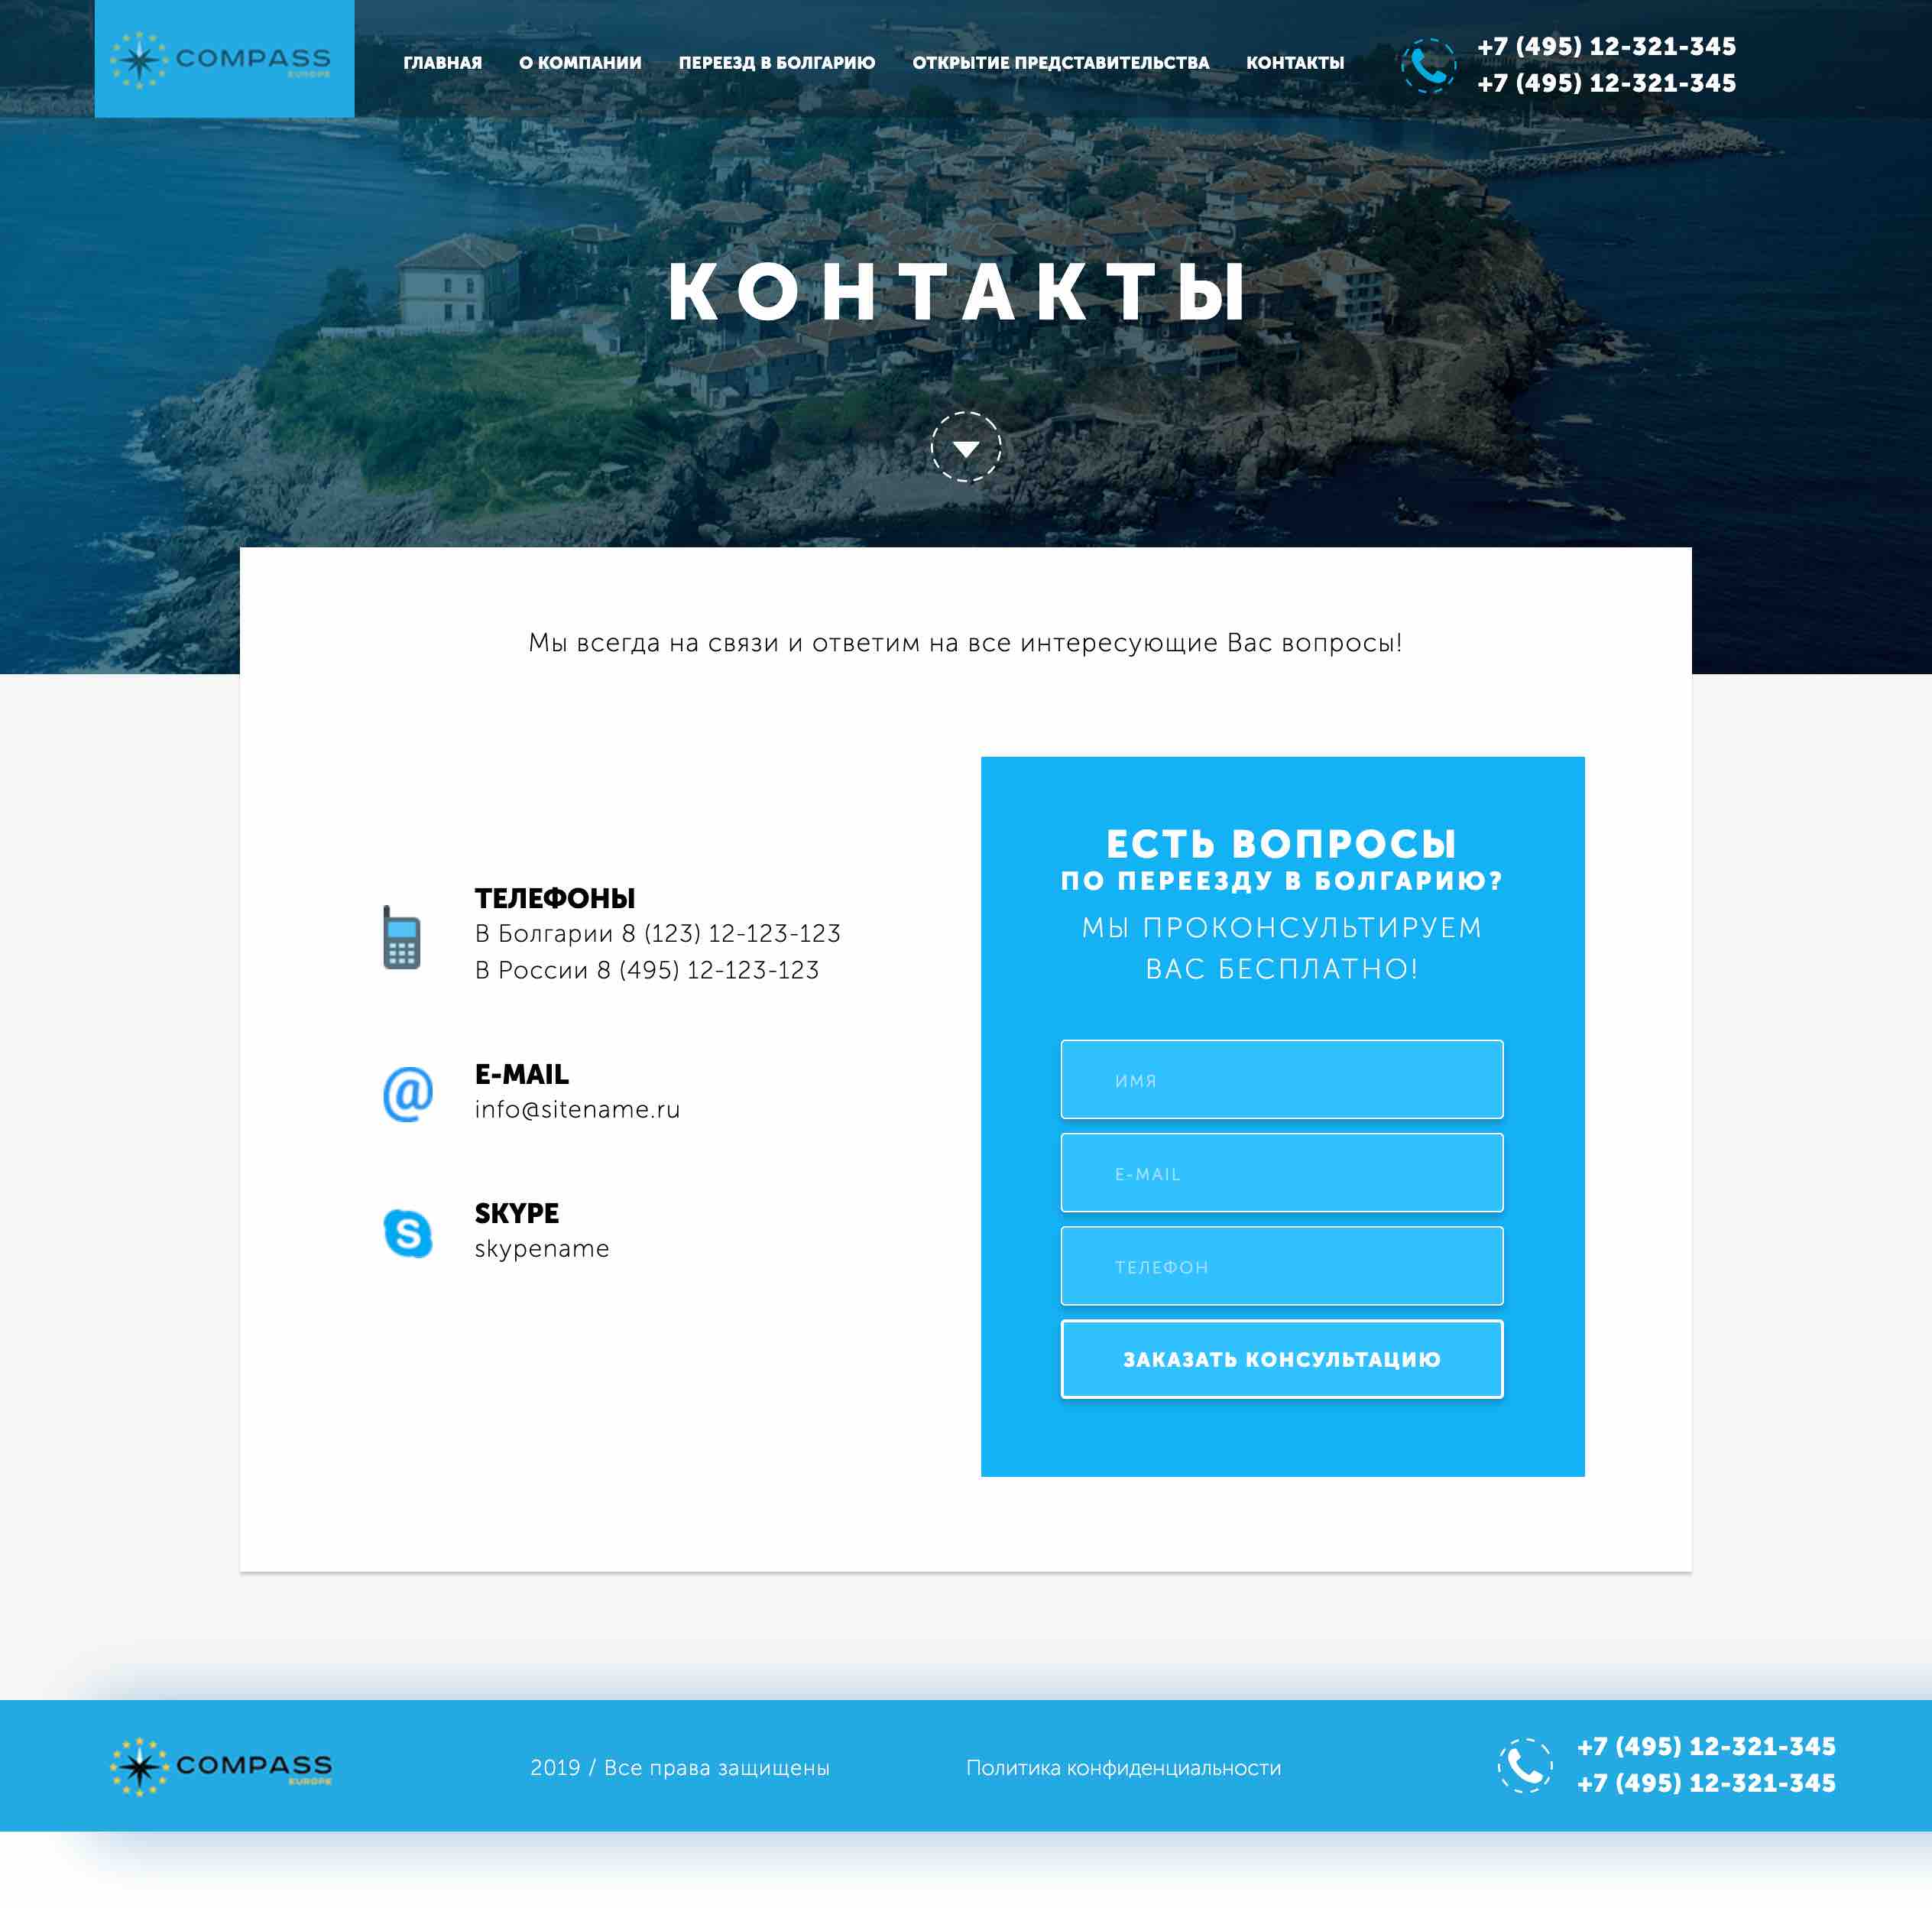 COMPASS
EUROPE
ГЛАВНАЯ
О КОМПАНИИ
ПЕРЕЕЗД В БОЛГАРИЮ
ОТКРЫТИЕ ПРЕДСТАВИТЕЛЬСТВА
КОНТАКТЫ
+7 (495) 12-321-345
+7 (495) 12-321-345
КОНТАКТЫ
Мы всегда на связи и ответим на все интересующие Вас вопросы!
ТЕЛЕФОНЫ
В Болгарии 8 (123) 12-123-123
В России 8 (495) 12-123-123
E-MAIL
info@sitename.ru
SKYPE
skypename
ЕСТЬ ВОПРОСЫ
ПО ПЕРЕЕЗДУ В БОЛГАРИЮ?
МЫ ПРОКОНСУЛЬТИРУЕМ
ВАС БЕСПЛАТНО!
ИМЯ
E-MAIL
ТЕЛЕФОН
ЗАКАЗАТЬ КОНСУЛЬТАЦИЮ
COMPASS
EUROPE
2019 / Все права защищены
Политика конфиденциальности
+7 (495) 12-321-345
+7 (495) 12-321-345